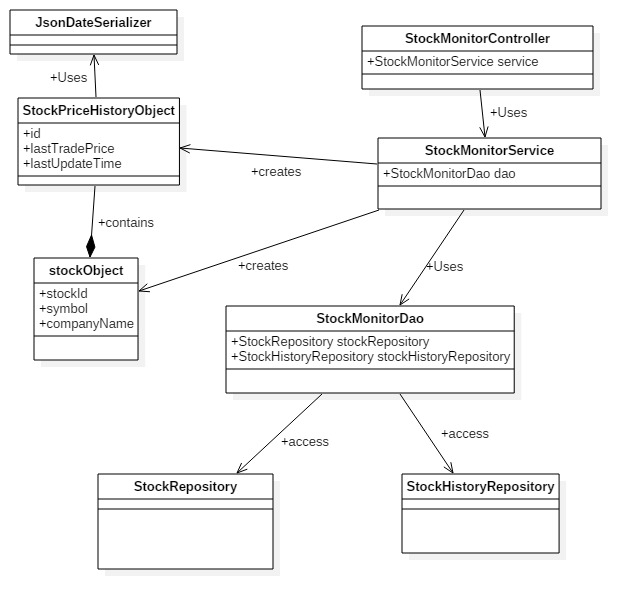 JsonDateSerializer
+Uses
StockPriceHistoryObject
+id
+lastTradePrice
+lastUpdateTime
+contains
stockObject
+stockId
+symbol
+companyName
StockMonitorController
+StockMonitorService service
+Uses
StockMonitorService
+StockMonitorDao dao
+creates
+creates
+Uses
StockMonitorDao
+StockRepository stockRepository
+StockHistoryRepository stockHistoryRepository
+access
+access
StockRepository
StockHistoryRepository